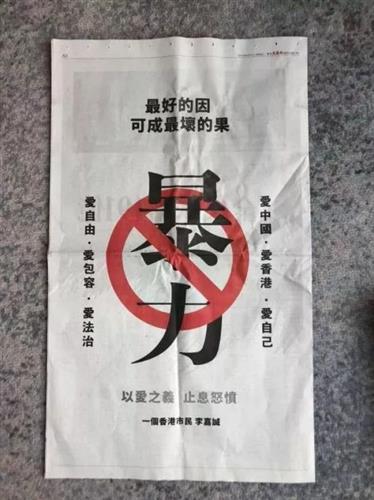 最好的因
可成最壞的果
暴力
愛中國·愛香港·愛自己
愛自由·愛包容·愛法治
以愛之義 止息怒憤
一個香港市民 李嘉誠